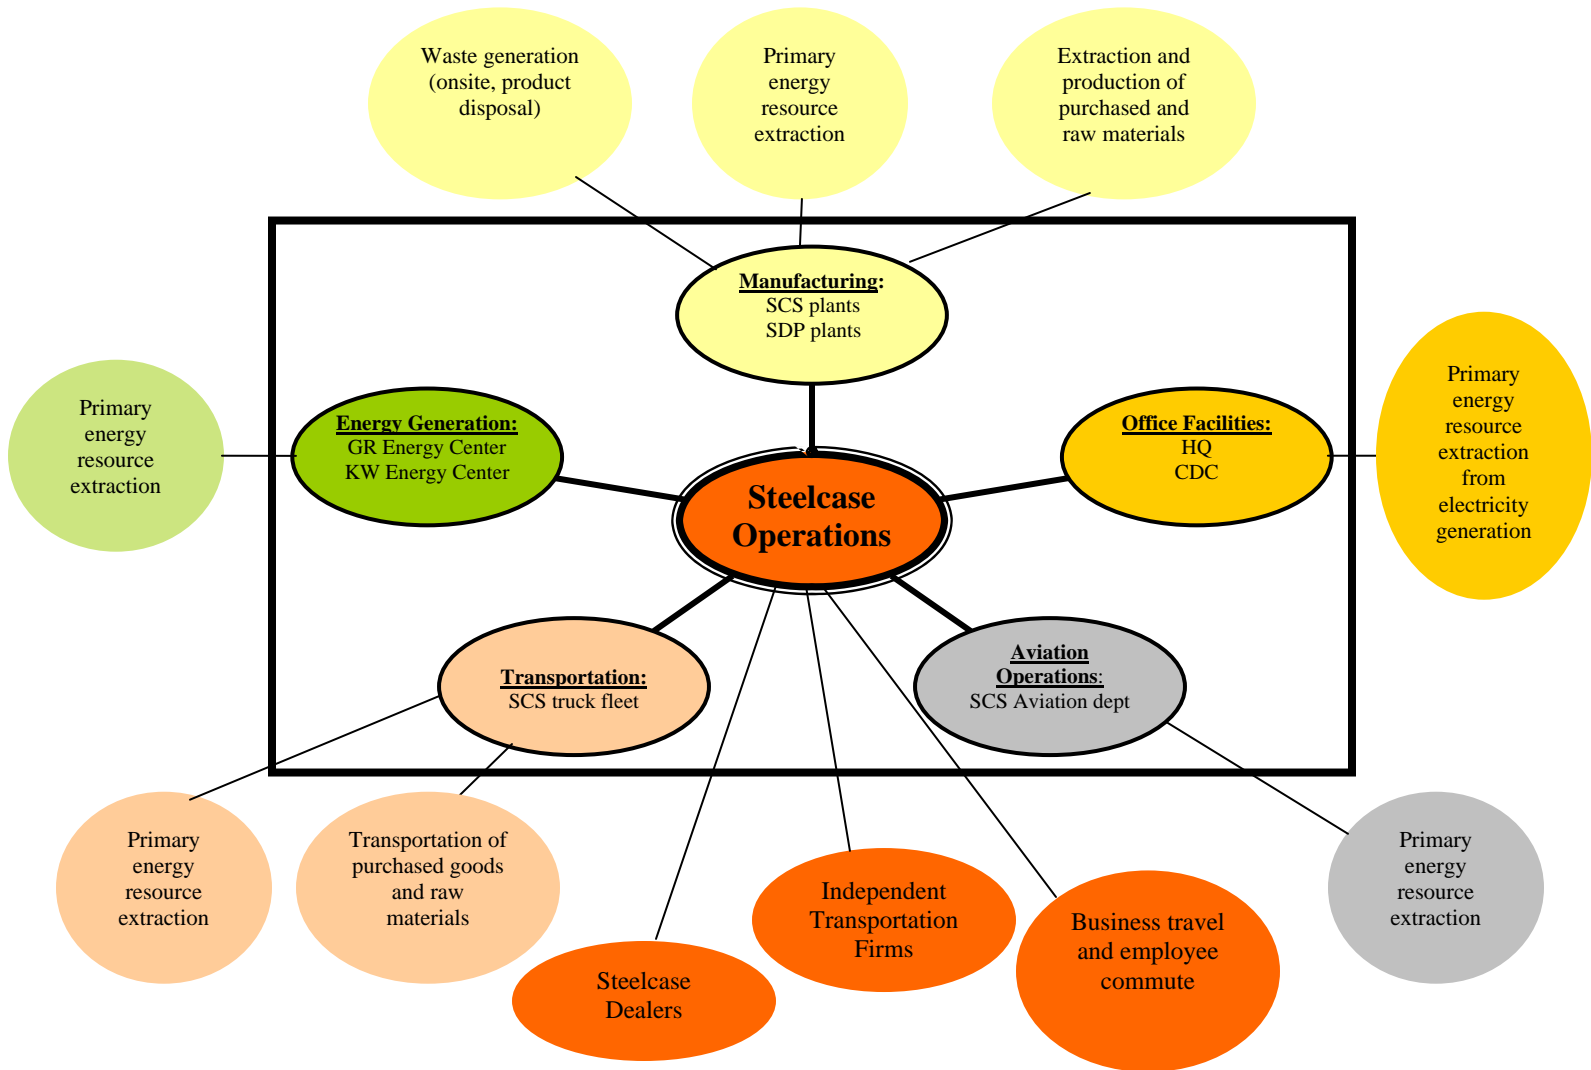 Waste generation
(onsite, product
disposal)
Primary
energy
resource
extraction
Extraction and
production of
purchased and
raw materials
Manufacturing:
SCS plants
SDP plants
Primary
energy
resource
extraction
Energy Generation:
GR Energy Center
KW Energy Center
Office Facilities:
HQ
CDC
Primary
energy
resource
extraction
from
electricity
generation
Steelcase
Operations
Transportation:
SCS truck fleet
Aviation
Operations:
SCS Aviation dept
Primary
energy
resource
extraction
Transportation of
purchased goods
and raw
materials
Steelcase
Dealers
Independent
Transportation
Firms
Business travel
and employee
commute
Primary
energy
resource
extraction